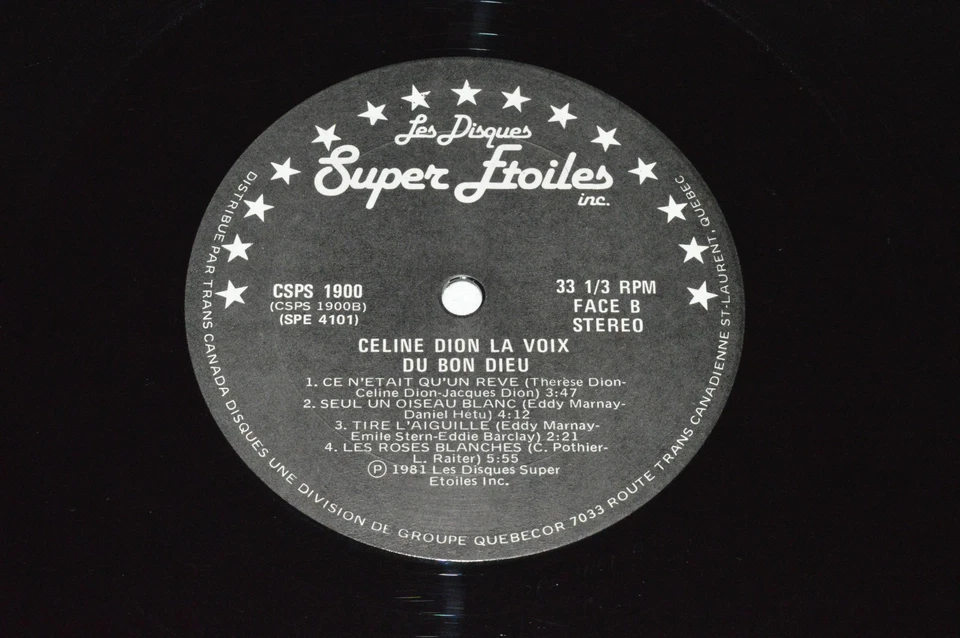 Les Disques
Super Etoiles
inc.
CSPS 1900
(CSPS 1900B)
(SPE 4101)
33 1/3 RPM
FACE B
STEREO
CELINE DION LA VOIX
DU BON DIEU
1. CE N'ETAIT QU'UN REVE (Therèse Dion-
Celine Dion-Jacques Dion) 3:47
2. SEUL UN OISEAU BLANC (Eddy Marnay-
Daniel Hétu) 4:12
3. TIRE L'AIGUILLE (Eddy Marnay-
Emile Stern-Eddie Barclay) 2:21
4. LES ROSES BLANCHES (C. Pothier-
L. Raiter) 5:55
Ⓟ 1981 Les Disques Super
Etoiles Inc.
DISTRIBUE PAR TRANS CANADA DISQUES UNE DIVISION DE GROUPE QUEBECOR 7033 ROUTE TRANS CANADIENNE ST-LAURENT, QUEBEC